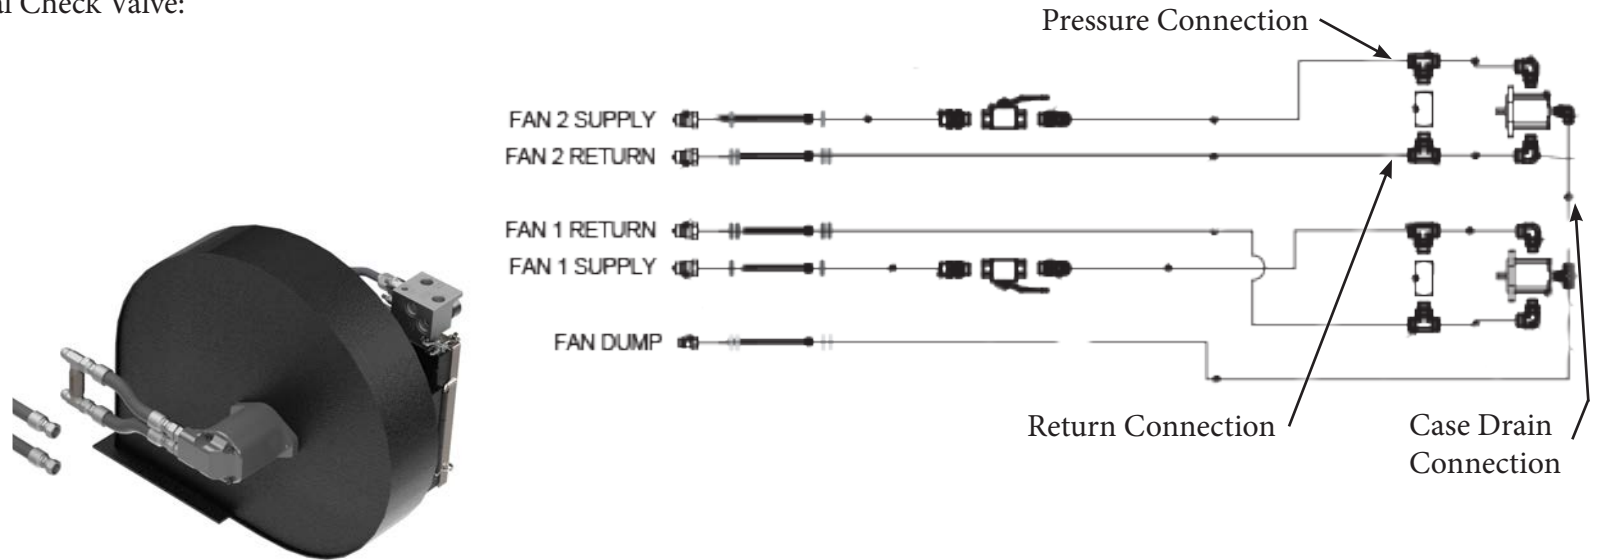 Check Valve:
Pressure Connection
FAN 2 SUPPLY
FAN 2 RETURN
FAN 1 RETURN
FAN 1 SUPPLY
FAN DUMP
Return Connection
Case Drain
Connection